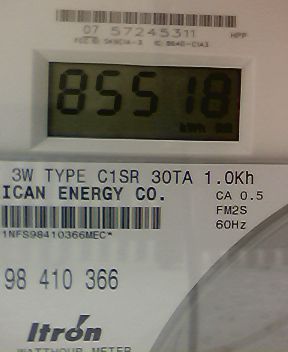 07 57245311 HPP
85518
kWh
3W TYPE C1SR 30TA 1.0Kh
ICAN ENERGY CO. CA 0.5
FM2S
60Hz
1NFS98410366MEC*
98 410 366
Itron
WATTHOUR METER